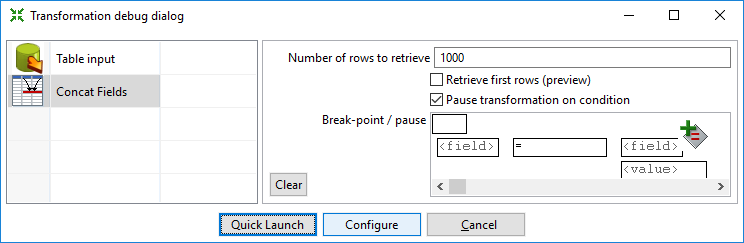 Transformation debug dialog
Table input
Concat Fields
Number of rows to retrieve 1000
Retrieve first rows (preview)
Pause transformation on condition
Break-point / pause
<field> = <field>
<value>
Clear
Quick Launch Configure Cancel